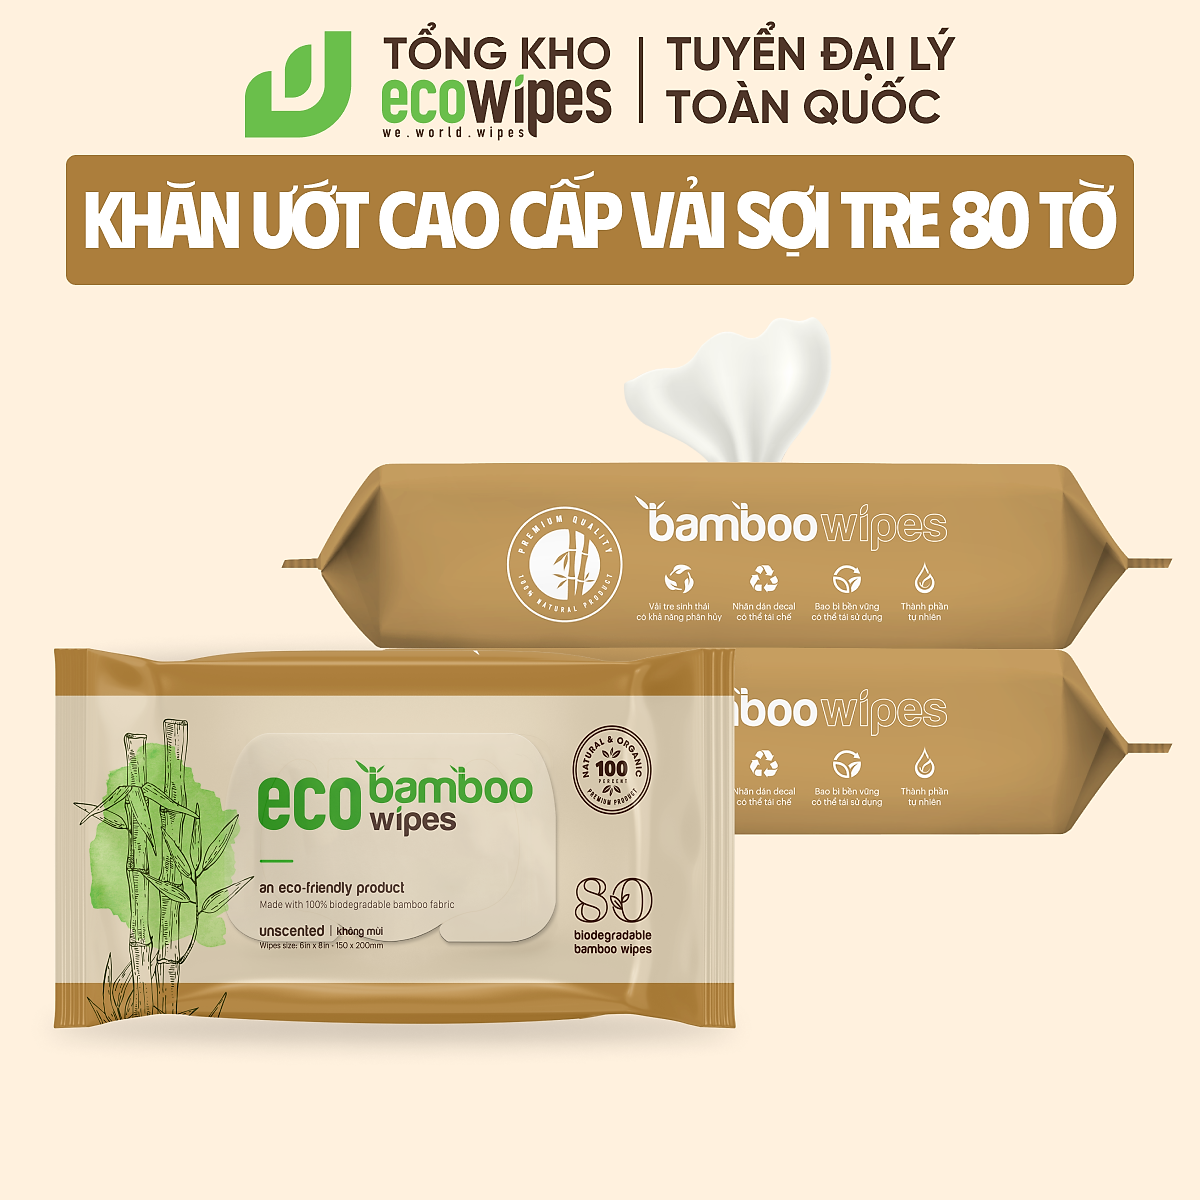 TỔNG KHO
ecowipes
we.world.wipes
TUYỂN ĐẠI LÝ
TOÀN QUỐC
KHĂN ƯỚT CAO CẤP VẢI SỢI TRE 80 TỜ
PREMIUM QUALITY
100% NATURAL PRODUCT
bamboowipes
Vải tre sinh thái
có khả năng phân hủy
Nhãn dán decal
có thể tái chế
Bao bì bền vững
có thể tái sử dụng
Thành phần
tự nhiên
boowipes
Nhãn dán decal
có thể tái chế
Bao bì bền vững
có thể tái sử dụng
Thành phần
tự nhiên
eco bamboo
wipes
an eco-friendly product
Made with 100% biodegradable bamboo fabric
unscented | không mùi
Wipes size: 6in x 8in - 150 x 200mm
NATURAL & ORGANIC
100
PERCENT
PREMIUM PRODUCT
80
biodegradable
bamboo wipes